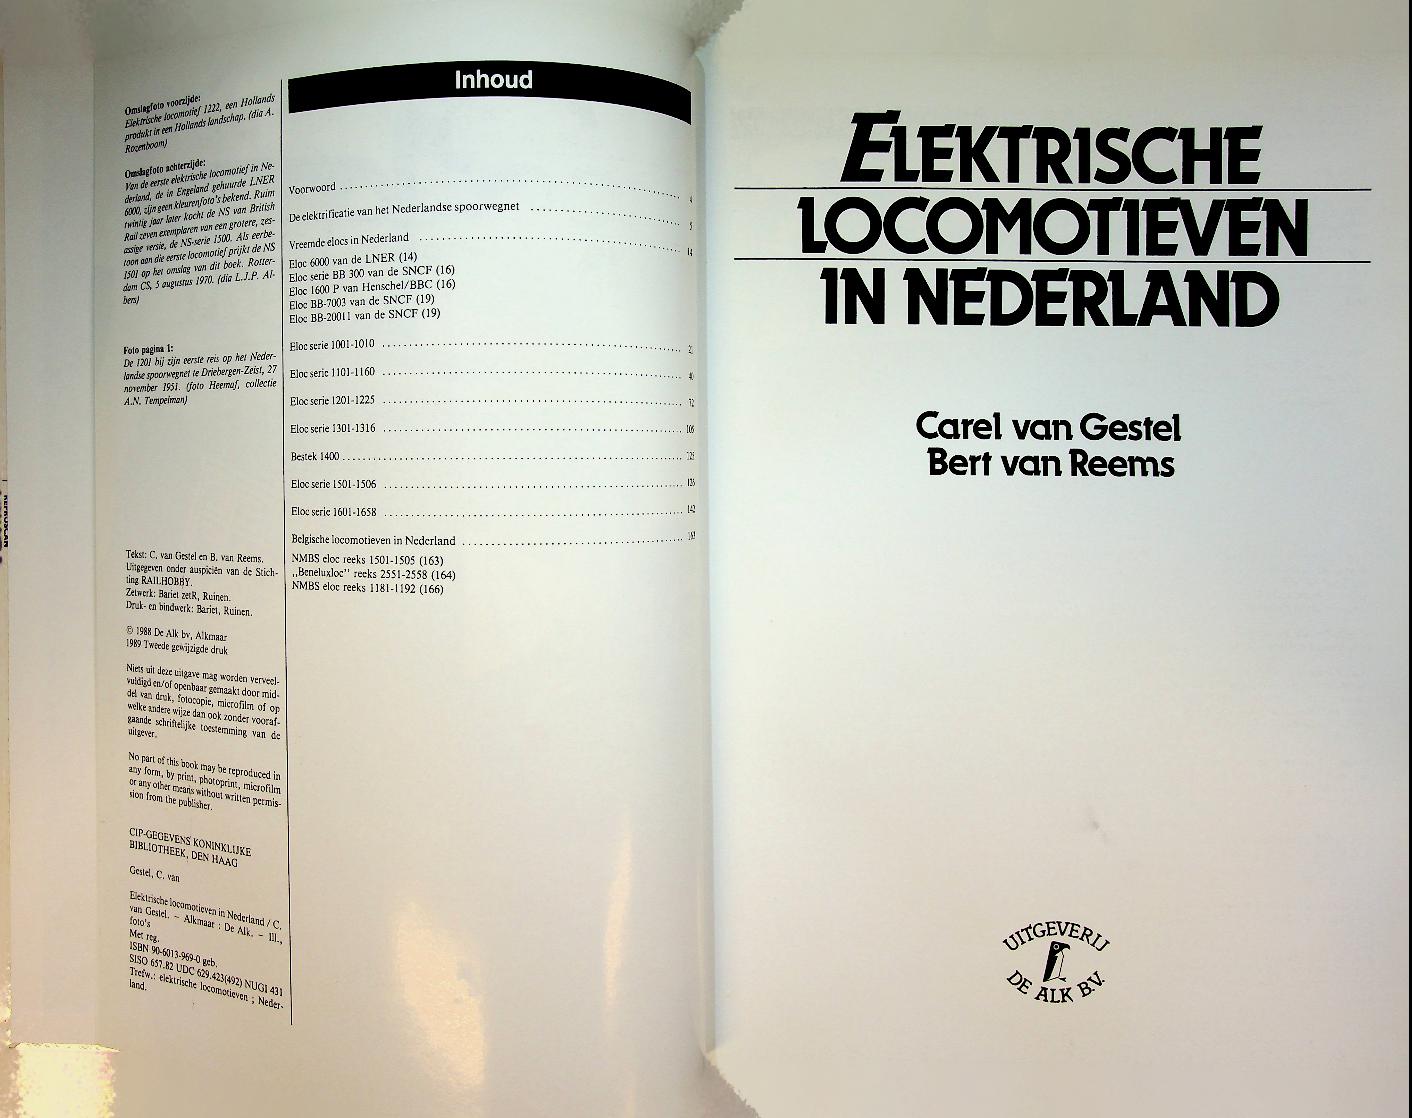 Omslagfoto voorzijde:
Elektrische locomotief 1222, een Hollands
produkt in een Hollands landschap. (dia A.
Rozenboom)
Omslagfoto achterzijde:
Van de eerste elektrische locomotief in Ne-
derland, de in Engeland gehuurde LNER
6000, zijn geen kleurenfoto's bekend. Ruim
twintig jaar later kocht de NS van British
Rail zeven exemplaren van een grotere, zes-
assige versie, de NS-serie 1500. Als eerbe-
toon aan die eerste locomotief prijkt de NS
1501 op het omslag van dit boek. Rotter-
dam CS, 5 augustus 1970. (dia L.J.P. Al-
bers)
Foto pagina 1:
De 1201 bij zijn eerste reis op het Neder-
landse spoorwegnet te Driebergen-Zeist, 27
november 1951. (foto Heemaf, collectie
A.N. Tempelman)
Tekst: C. van Gestel en B. van Reems.
Uitgegeven onder auspiciën van de Stich-
ting RAILHOBBY.
Zetwerk: Bariet zetR, Ruinen.
Druk- en bindwerk: Bariet, Ruinen.
© 1988 De Alk bv, Alkmaar
1989 Tweede gewijzigde druk
Niets uit deze uitgave mag worden verveel-
vuldigd en/of openbaar gemaakt door mid-
del van druk, fotocopie, microfilm of op
welke andere wijze dan ook zonder vooraf-
gaande schriftelijke toestemming van de
uitgever.
No part of this book may be reproduced in
any form, by print, photoprint, microfilm
or any other means without written permis-
sion from the publisher.
CIP-GEGEVENS KONINKLIJKE
BIBLIOTHEEK, DEN HAAG
Gestel, C. van
Elektrische locomotieven in Nederland / C.
van Gestel. – Alkmaar : De Alk. – Ill.,
foto's
Met reg.
ISBN 90-6013-969-0 geb.
SISO 657.82 UDC 629.423(492) NUGI 431
Trefw.: elektrische locomotieven ; Neder-
land.
Inhoud
Voorwoord 4
De elektrificatie van het Nederlandse spoorwegnet 5
Vreemde elocs in Nederland 14
Eloc 6000 van de LNER (14)
Eloc serie BB 300 van de SNCF (16)
Eloc 1600 P van Henschel/BBC (16)
Eloc BB-7003 van de SNCF (19)
Eloc BB-20011 van de SNCF (19)
Eloc serie 1001-1010
Eloc serie 1101-1160 40
Eloc serie 1201-1225 72
Eloc serie 1301-1316
Bestek 1400
Eloc serie 1501-1506
Eloc serie 1601-1658 142
Belgische locomotieven in Nederland
NMBS eloc reeks 1501-1505 (163)
„Beneluxloc" reeks 2551-2558 (164)
NMBS eloc reeks 1181-1192 (166)
ELEKTRISCHE
LOCOMOTIEVEN
IN NEDERLAND
Carel van Gestel
Bert van Reems
UITGEVERIJ
DE ALK B.V.